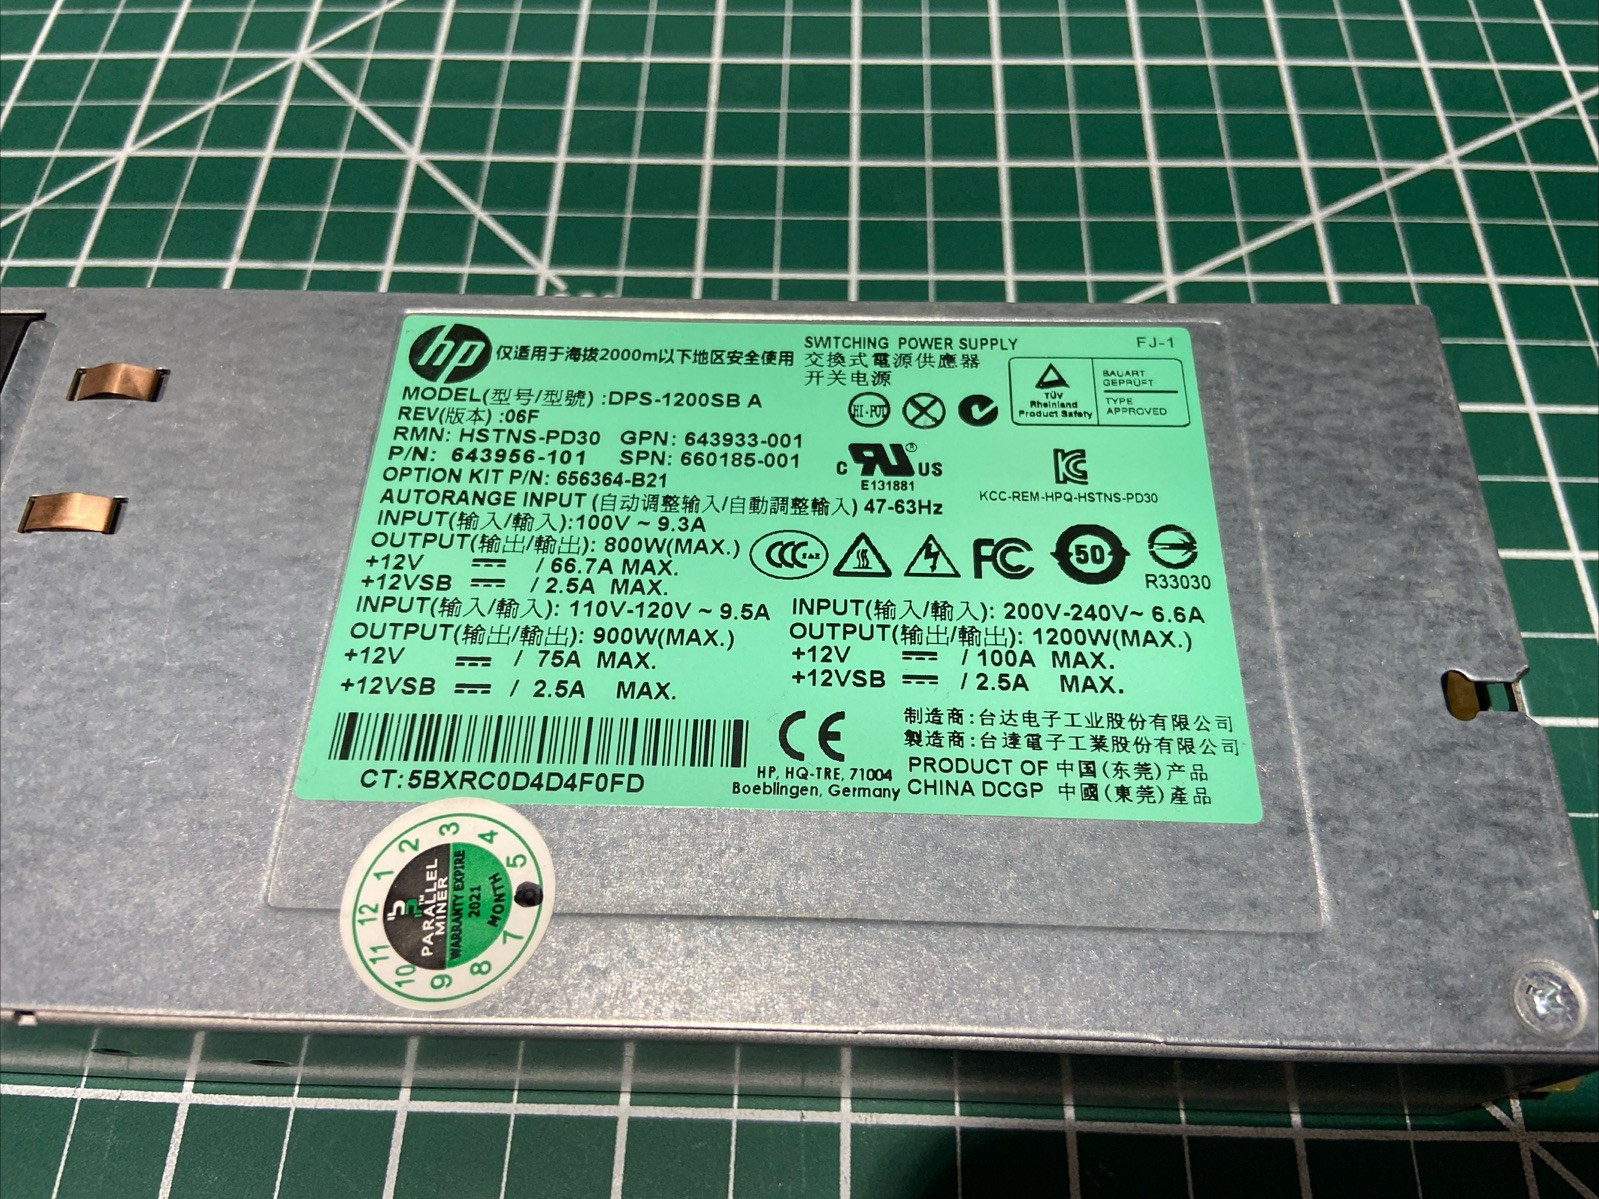 hp
仅适用于海拨2000m以下地区安全使用
SWITCHING POWER SUPPLY
交換式電源供應器
开关电源
FJ-1
MODEL(型号/型號) :DPS-1200SB A
REV(版本) :06F
RMN: HSTNS-PD30 GPN: 643933-001
P/N: 643956-101 SPN: 660185-001
OPTION KIT P/N: 656364-B21
AUTORANGE INPUT (自动调整输入/自動調整輸入) 47-63Hz
HI-POT
TÜV
Rheinland
Product Safety
BAUART
GEPRÜFT
TYPE
APPROVED
C RU ® US
E131881
KCC-REM-HPQ-HSTNS-PD30
INPUT(输入/輸入):100V ~ 9.3A
OUTPUT(输出/輸出): 800W(MAX.)
+12V / 66.7A MAX.
+12VSB / 2.5A MAX.
CCC
FC
50
R33030
INPUT(输入/輸入): 110V-120V ~ 9.5A
OUTPUT(输出/輸出): 900W(MAX.)
+12V / 75A MAX.
+12VSB / 2.5A MAX.
INPUT(输入/輸入): 200V-240V~ 6.6A
OUTPUT(输出/輸出): 1200W(MAX.)
+12V / 100A MAX.
+12VSB / 2.5A MAX.
CT: 5BXRC0D4D4F0FD
CE
HP, HQ-TRE, 71004
Boeblingen, Germany
制造商:台达电子工业股份有限公司
製造商:台達電子工業股份有限公司
PRODUCT OF 中国(东莞)产品
CHINA DCGP 中國(東莞)產品
PARALLEL
MINER
TM
WARRANTY EXPIRE
2021
MONTH
1 2 3 4 5 7 8 9 10 11 12